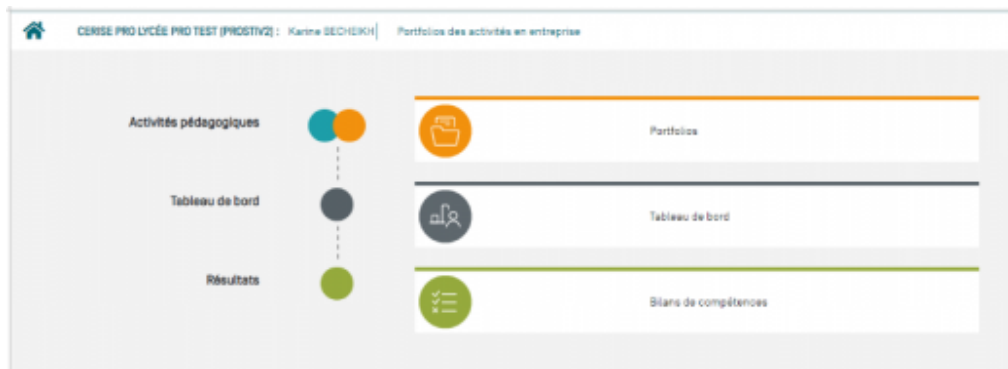 CERISE PRO LYCÉE PRO TEST (PROSTIV2) : Karine BECHEIKH Portfolios des activités en entreprise
Activités pédagogiques
Portfolios
Tableau de bord
Tableau de bord
Résultats
Bilans de compétences